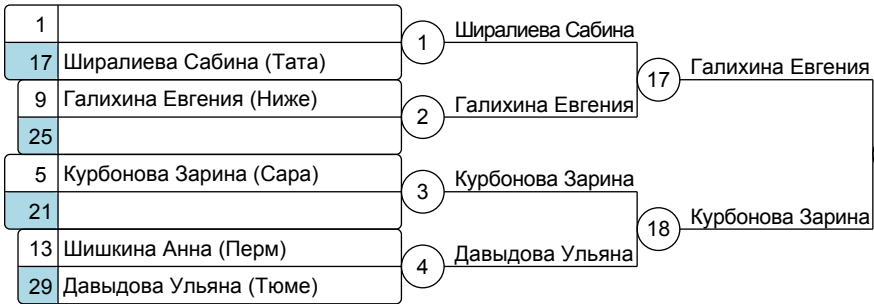 1
17 Ширалиева Сабина (Тата)
1
Ширалиева Сабина
9 Галихина Евгения (Ниже)
25
2
Галихина Евгения
17
Галихина Евгения
5 Курбонова Зарина (Сара)
21
3
Курбонова Зарина
13 Шишкина Анна (Перм)
29 Давыдова Ульяна (Тюме)
4
Давыдова Ульяна
18
Курбонова Зарина